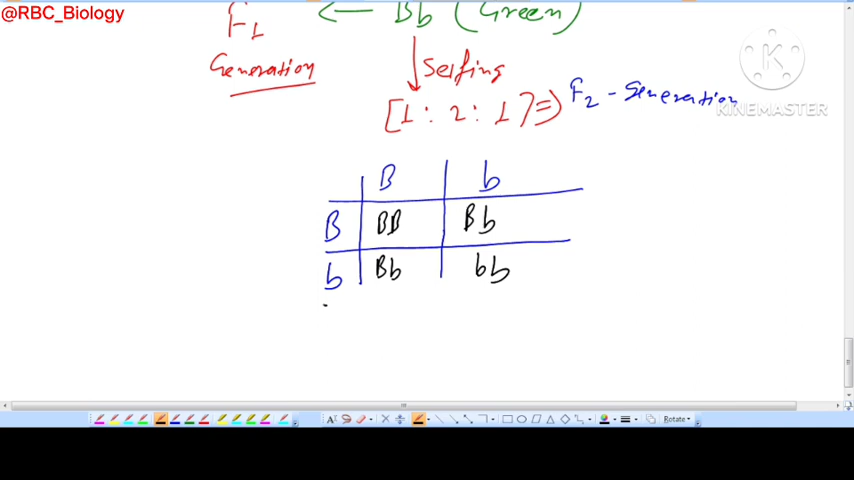 @RBC_Biology
F1 ← Bb (Green)
Generation
↓ Selfing
[1 : 2 : 1] ⇒ F2 - Generation
K
KINEMASTER
B b
B BB Bb
b Bb bb
Rotate